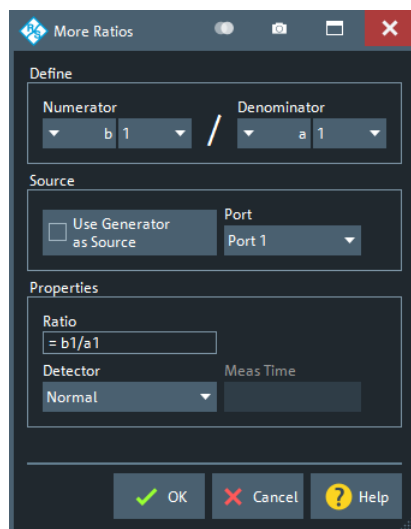 R&S More Ratios
Define
Numerator Denominator
b 1 / a 1
Source
Use Generator
as Source
Port
Port 1
Properties
Ratio
= b1/a1
Detector Meas Time
Normal
OK Cancel ? Help